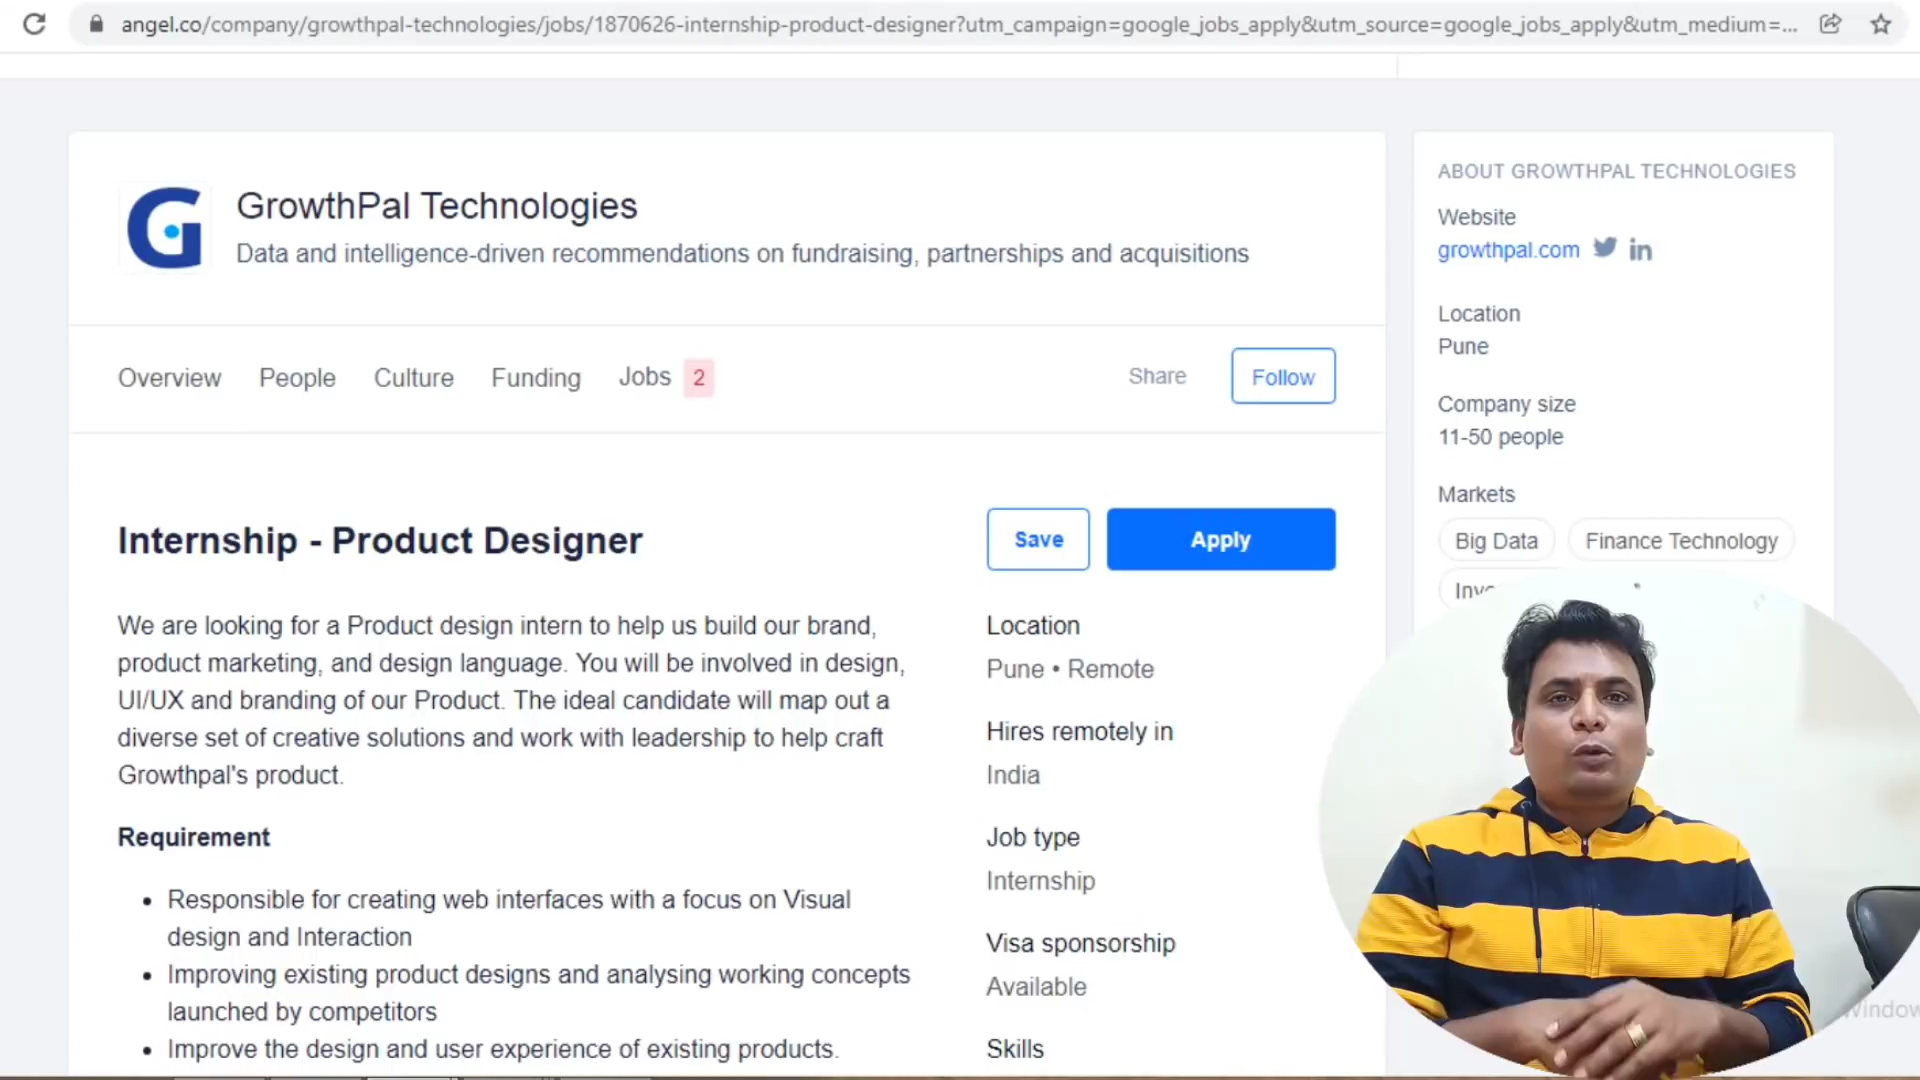 angel.co/company/growthpal-technologies/jobs/1870626-internship-product-designer?utm_campaign=google_jobs_apply&utm_source=google_jobs_apply&utm_medium=...
GrowthPal Technologies
Data and intelligence-driven recommendations on fundraising, partnerships and acquisitions
Overview People Culture Funding Jobs 2 Share Follow
Internship - Product Designer
Save Apply
We are looking for a Product design intern to help us build our brand,
product marketing, and design language. You will be involved in design,
UI/UX and branding of our Product. The ideal candidate will map out a
diverse set of creative solutions and work with leadership to help craft
Growthpal's product.
Requirement
Responsible for creating web interfaces with a focus on Visual
design and Interaction
Improving existing product designs and analysing working concepts
launched by competitors
Improve the design and user experience of existing products.
Location
Pune • Remote
Hires remotely in
India
Job type
Internship
Visa sponsorship
Available
Skills
ABOUT GROWTHPAL TECHNOLOGIES
Website
growthpal.com
Location
Pune
Company size
11-50 people
Markets
Big Data Finance Technology